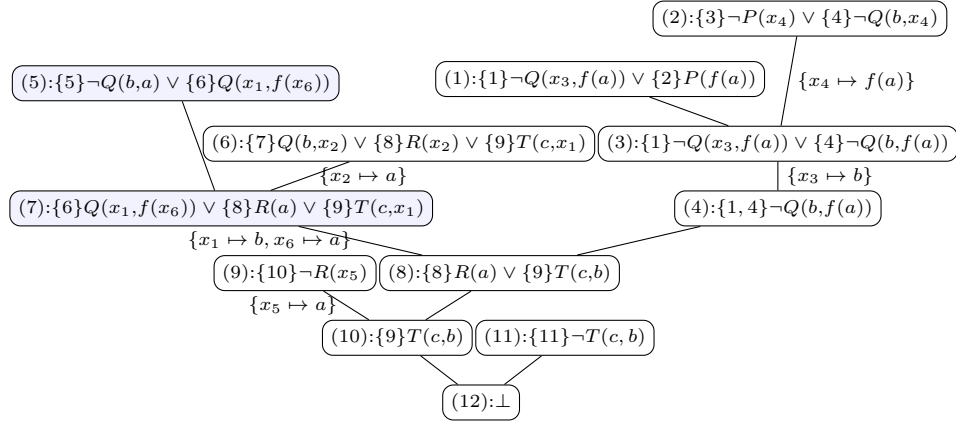 (2):{3}¬P(x₄) ∨ {4}¬Q(b,x₄)
(5):{5}¬Q(b,a) ∨ {6}Q(x₁,f(x₆))
(1):{1}¬Q(x₃,f(a)) ∨ {2}P(f(a))
{x₄ ↦ f(a)}
(6):{7}Q(b,x₂) ∨ {8}R(x₂) ∨ {9}T(c,x₁)
(3):{1}¬Q(x₃,f(a)) ∨ {4}¬Q(b,f(a))
{x₂ ↦ a}
{x₃ ↦ b}
(7):{6}Q(x₁,f(x₆)) ∨ {8}R(a) ∨ {9}T(c,x₁)
(4):{1, 4}¬Q(b,f(a))
{x₁ ↦ b, x₆ ↦ a}
(9):{10}¬R(x₅)
(8):{8}R(a) ∨ {9}T(c,b)
{x₅ ↦ a}
(10):{9}T(c,b)
(11):{11}¬T(c, b)
(12):⊥